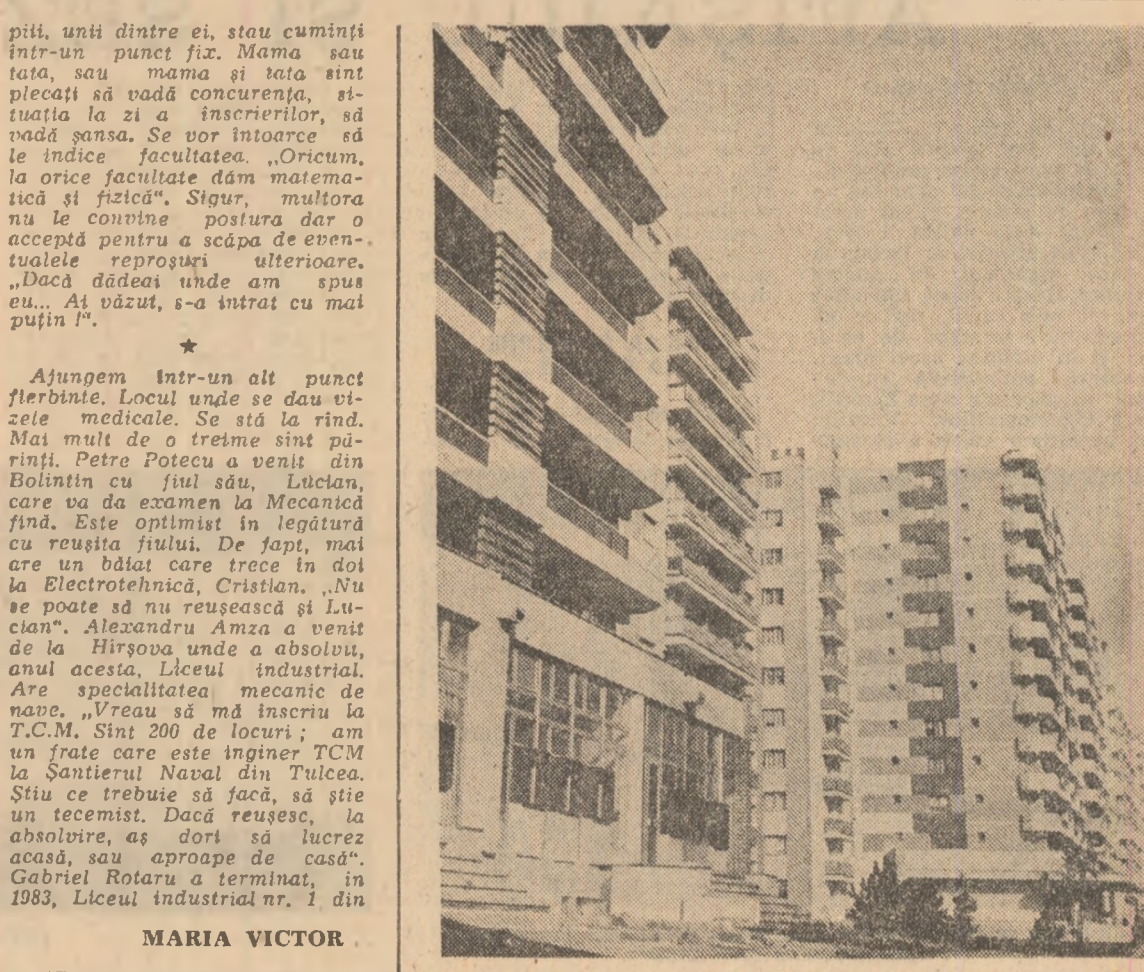 piii, unii dintre ei, stau cuminți
într-un punct fix. Mama sau
tata, sau mama și tata sint
plecați să vadă concurența, si-
tuația la zi a înscrierilor, să
vadă șansa. Se vor întoarce să
le indice facultatea. „Oricum,
la orice facultate dăm matema-
tică și fizică“. Sigur, multora
nu le convine postura dar o
acceptă pentru a scăpa de even-
tualele reproșuri ulterioare.
„Dacă dădeai unde am spus
eu... Ai văzut, s-a intrat cu mai
puțin !“.
★
Ajungem într-un alt punct
fierbinte. Locul unde se dau vi-
zele medicale. Se stă la rînd.
Mai mult de o treime sînt pă-
rinți. Petre Potecu a venit din
Bolintin cu fiul său, Lucian,
care va da examen la Mecanică
fină. Este optimist în legătură
cu reușita fiului. De fapt, mai
are un băiat care trece în doi
la Electrotehnică, Cristian. „Nu
se poate să nu reușească și Lu-
cian“. Alexandru Amza a venit
de la Hîrșova unde a absolvit,
anul acesta, Liceul industrial.
Are specialitatea mecanic de
nave. „Vreau să mă înscriu la
T.C.M. Sînt 200 de locuri ; am
un frate care este inginer TCM
la Șantierul Naval din Tulcea.
Știu ce trebuie să facă, să știe
un tecemist. Dacă reușesc, la
absolvire, aș dori să lucrez
acasă, sau aproape de casă“.
Gabriel Rotaru a terminat, în
1983, Liceul industrial nr. 1 din
MARIA VICTOR